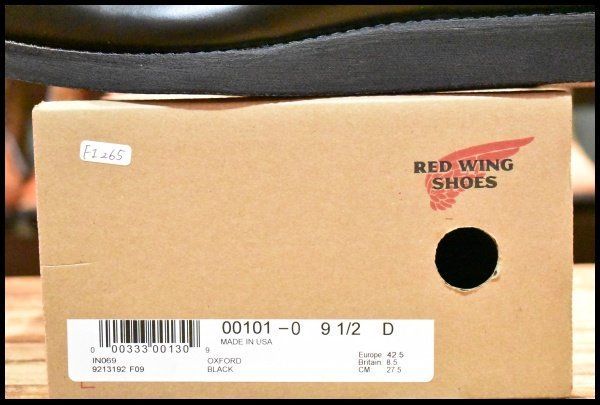 F1265
RED WING
SHOES
00101-0 9 1/2 D
MADE IN USA
0 00333 00130 9
IN069 OXFORD
9213192 F09 BLACK
Europe 42.5
Britain 8.5
CM 27.5